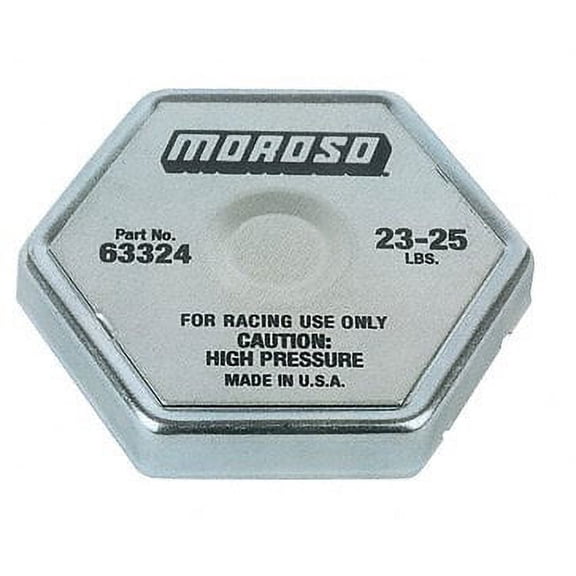 MOROSO
Part No.
63324
23-25
LBS.
FOR RACING USE ONLY
CAUTION:
HIGH PRESSURE
MADE IN U.S.A.